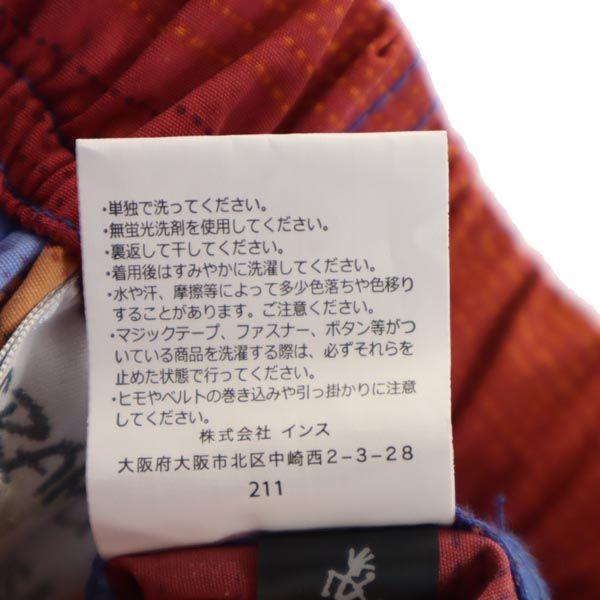 ・単独で洗ってください。
・無蛍光洗剤を使用してください。
・裏返して干してください。
・着用後はすみやかに洗濯してください。
・水や汗、摩擦等によって多少色落ちや色移り
することがあります。ご注意ください。
・マジックテープ、ファスナー、ボタン等がつ
いている商品を洗濯する際は、必ずそれらを
止めた状態で行ってください。
・ヒモやベルトの巻き込みや引っ掛かりに注意
してください。
株式会社 インス
大阪府大阪市北区中崎西2-3-28
211